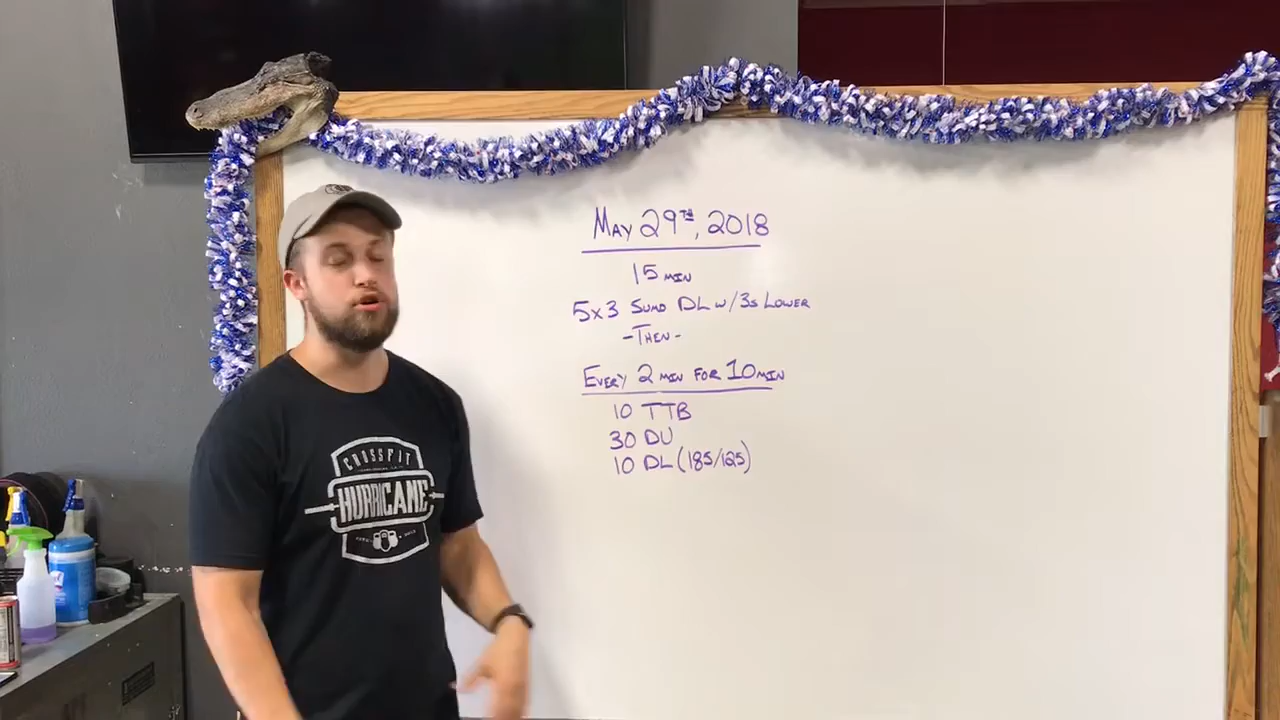 May 29th, 2018
15 min
5x3 Sumo DL w/3s Lower
-Then-
Every 2 min for 10 min
10 TTB
30 DU
10 DL (185/125)
CROSSFIT
HURRICANE